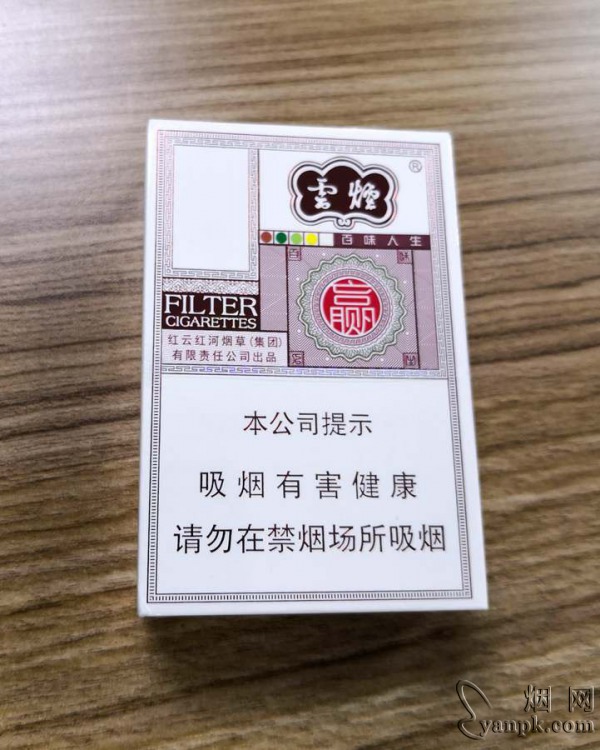 雲煙
®
百味人生
赢
FILTER
CIGARETTES
红云红河烟草(集团)
有限责任公司出品
本公司提示
吸烟有害健康
请勿在禁烟场所吸烟
烟网
yanpk.com